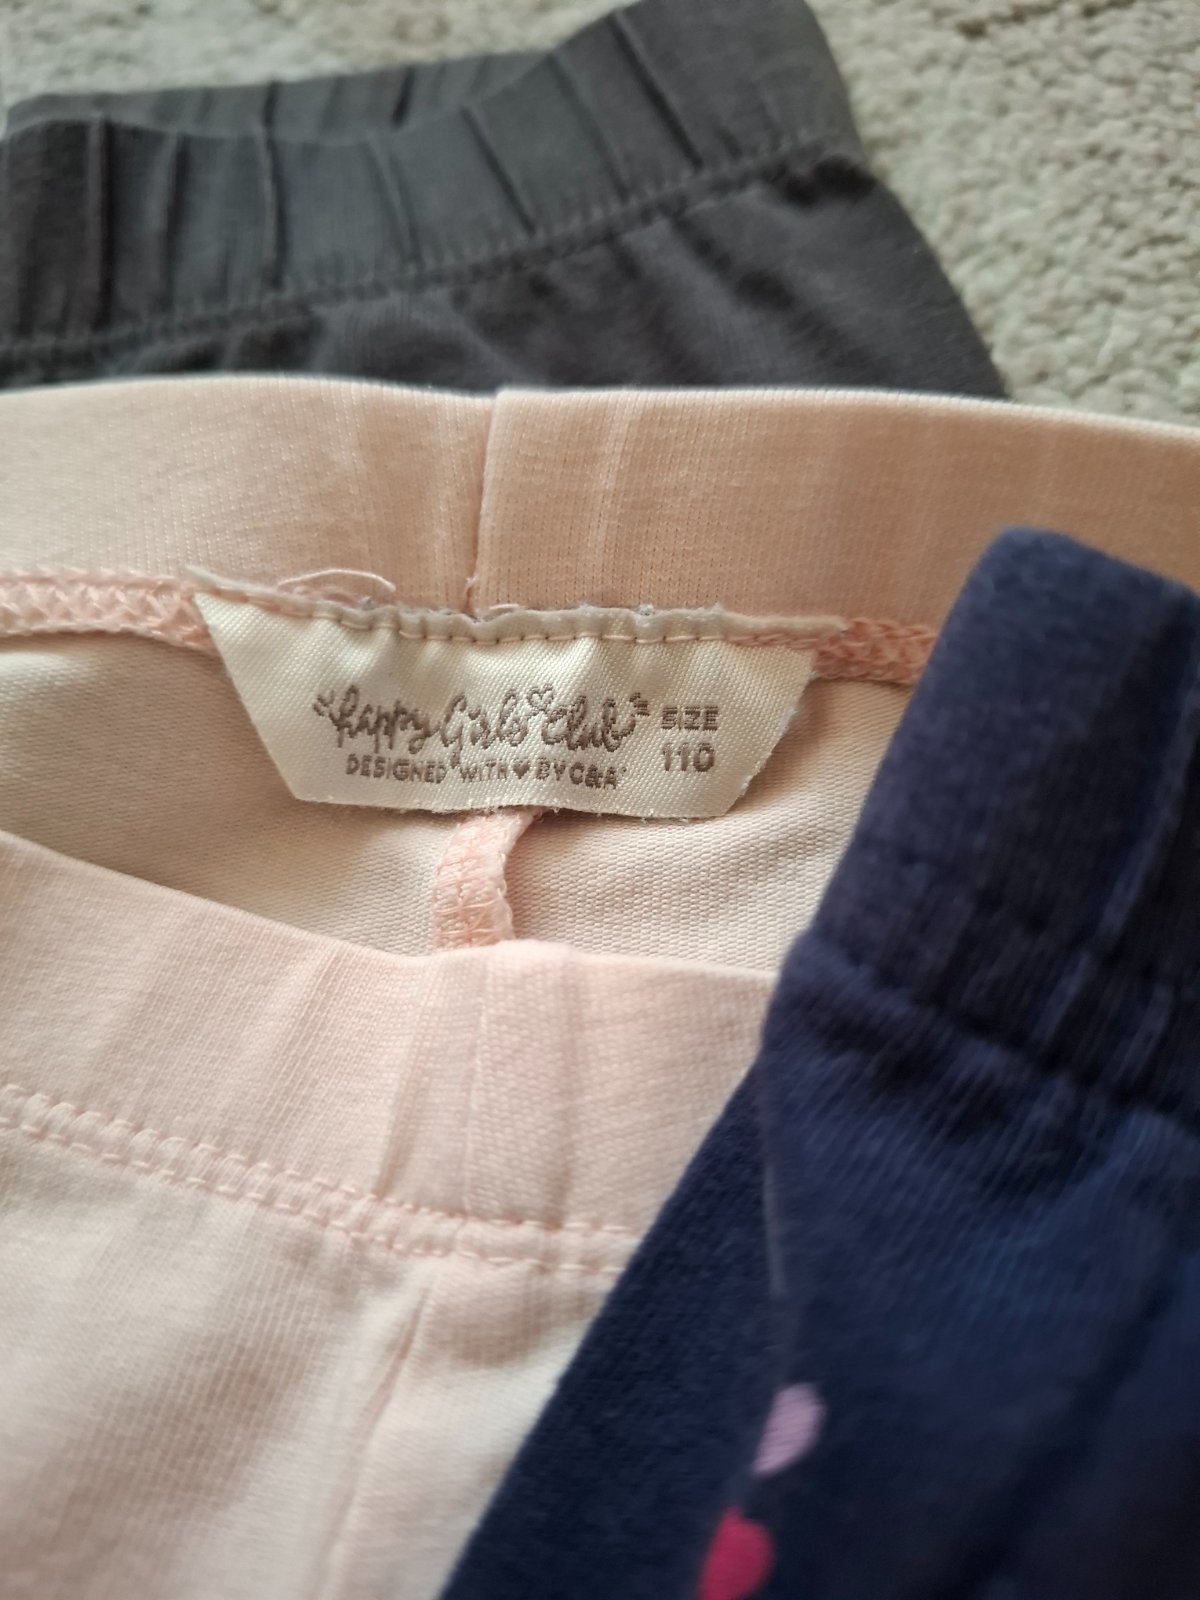 happy Girls Club
DESIGNED WITH ♥ BY C&A
SIZE
110